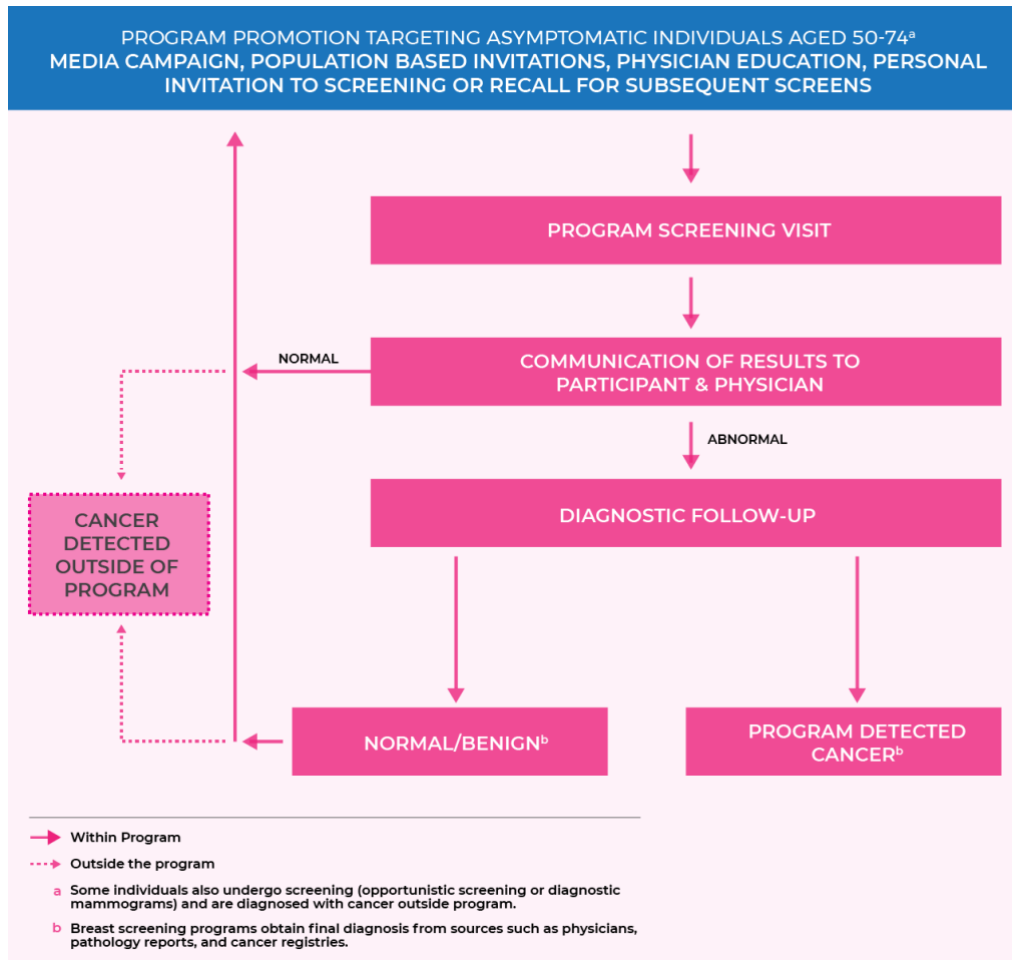 PROGRAM PROMOTION TARGETING ASYMPTOMATIC INDIVIDUALS AGED 50-74ᵃ
MEDIA CAMPAIGN, POPULATION BASED INVITATIONS, PHYSICIAN EDUCATION, PERSONAL
INVITATION TO SCREENING OR RECALL FOR SUBSEQUENT SCREENS
PROGRAM SCREENING VISIT
NORMAL
COMMUNICATION OF RESULTS TO
PARTICIPANT & PHYSICIAN
ABNORMAL
DIAGNOSTIC FOLLOW-UP
CANCER
DETECTED
OUTSIDE OF
PROGRAM
NORMAL/BENIGNᵇ
PROGRAM DETECTED
CANCERᵇ
Within Program
Outside the program
a Some individuals also undergo screening (opportunistic screening or diagnostic
mammograms) and are diagnosed with cancer outside program.
b Breast screening programs obtain final diagnosis from sources such as physicians,
pathology reports, and cancer registries.